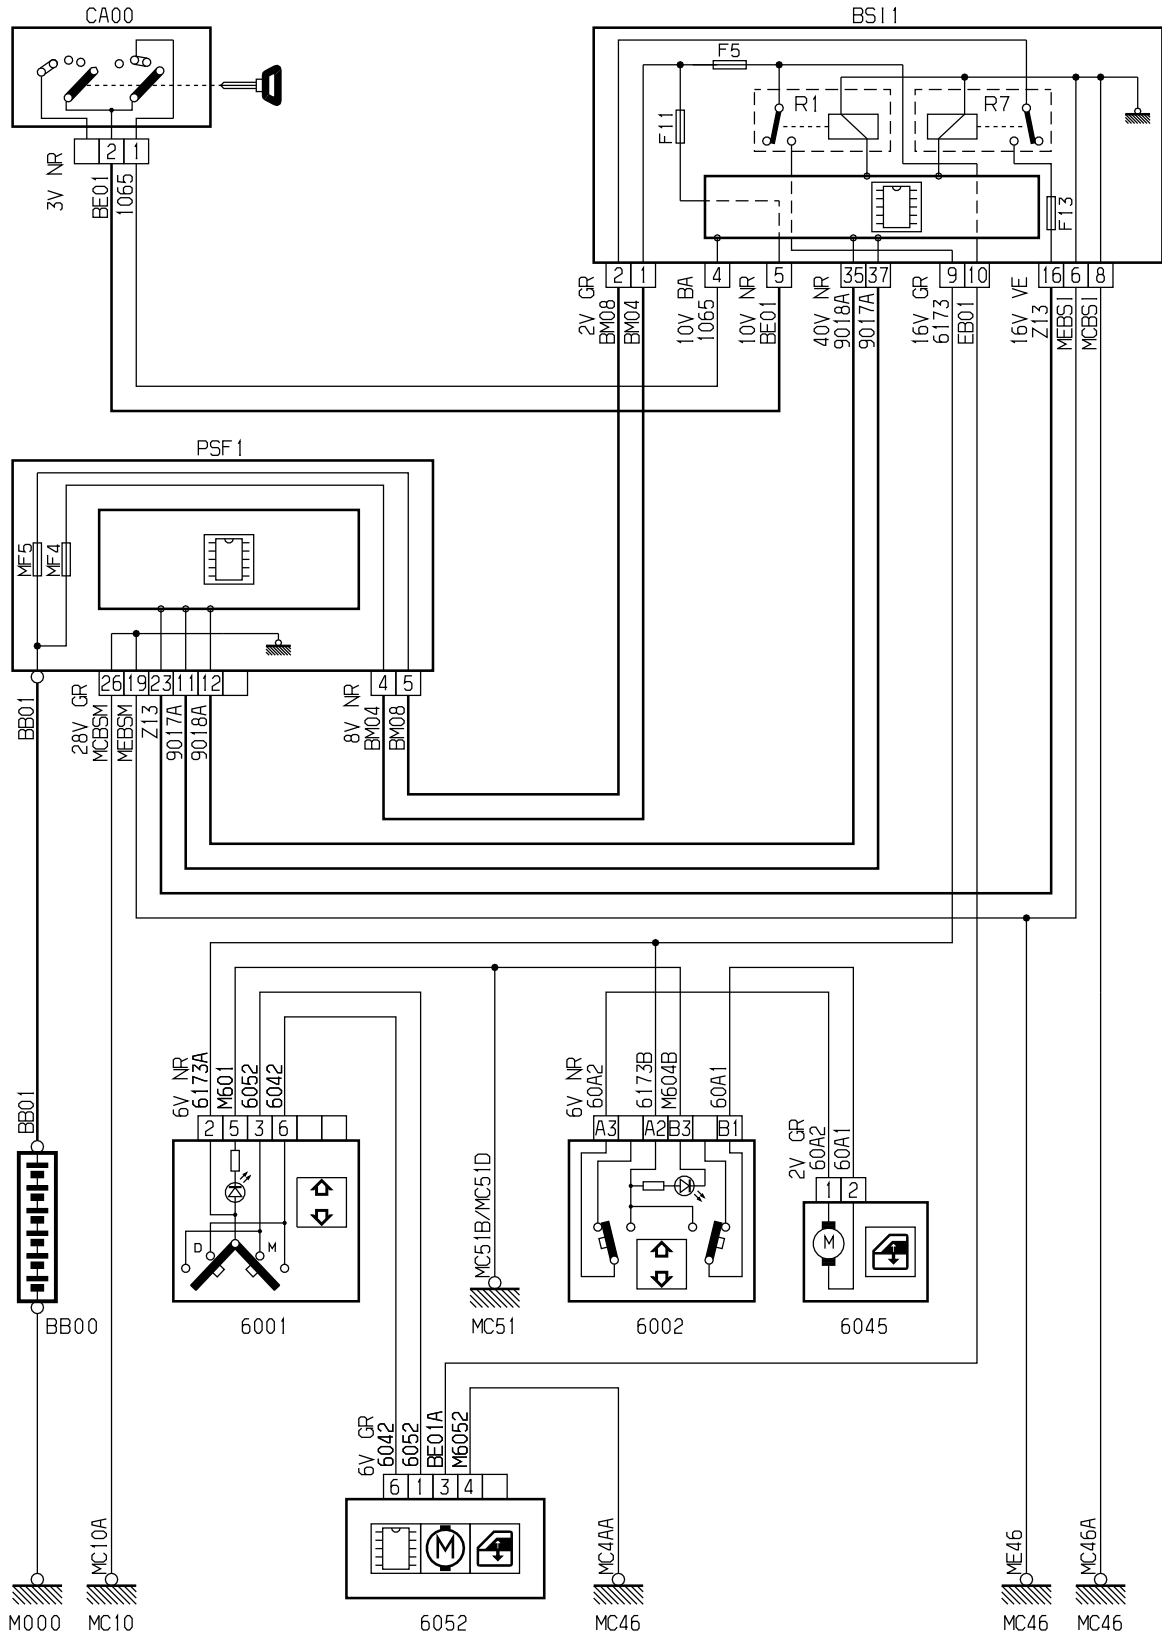 CA00
BSI1
F5
R1
R7
F11
F13
2 1
3V NR
BE01
1065
2 1 4 5 35 37 9 10 16 6 8
2V GR
BM08
BM04
10V BA
1065
10V NR
BE01
40V NR
9018A
9017A
16V GR
6173
EB01
16V VE
Z13
MEBSI
MCBSI
PSF1
MF5
MF4
26 19 23 11 12
4 5
BB01
28V GR
MCBSM
MEBSM
Z13
9017A
9018A
8V NR
BM04
BM08
BB01
6V NR
6173A
M601
6052
6042
2 5 3 6
D
M
6001
MC51B/MC51D
MC51
6V NR
60A2
6173B
M604B
60A1
A3 A2 B3 B1
6002
2V GR
60A2
60A1
1 2
M
6045
BB00
6V GR
6042
6052
BE01A
M6052
6 1 3 4
M
6052
MC10A
MC4AA
ME46
MC46A
M000
MC10
MC46
MC46
MC46